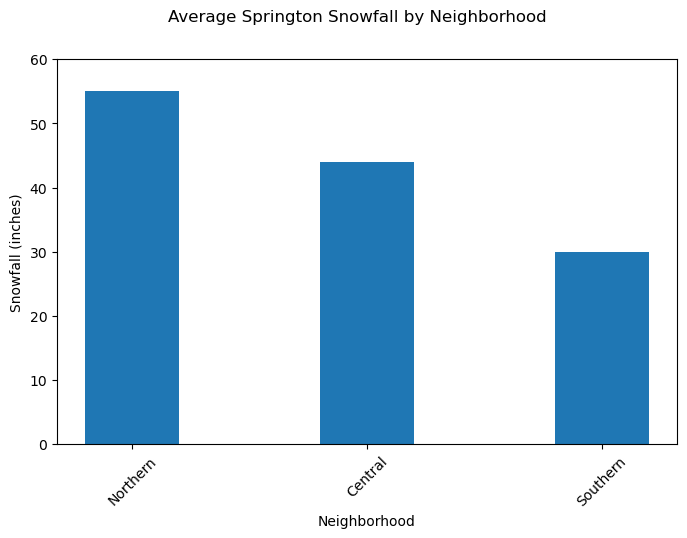 Average Springton Snowfall by Neighborhood
60
50
40
30
20
10
0
Snowfall (inches)
Northern
Central
Southern
Neighborhood